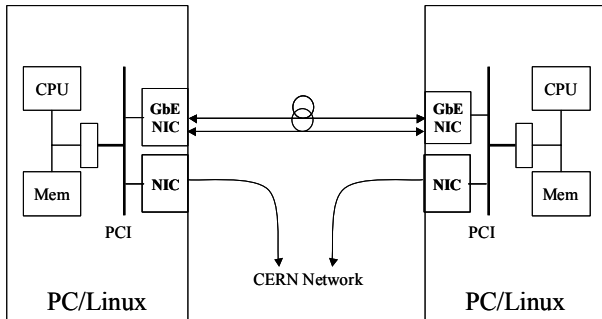 CPU
GbE
NIC
Mem
NIC
PCI
PC/Linux
CERN Network
GbE
NIC
CPU
NIC
Mem
PCI
PC/Linux